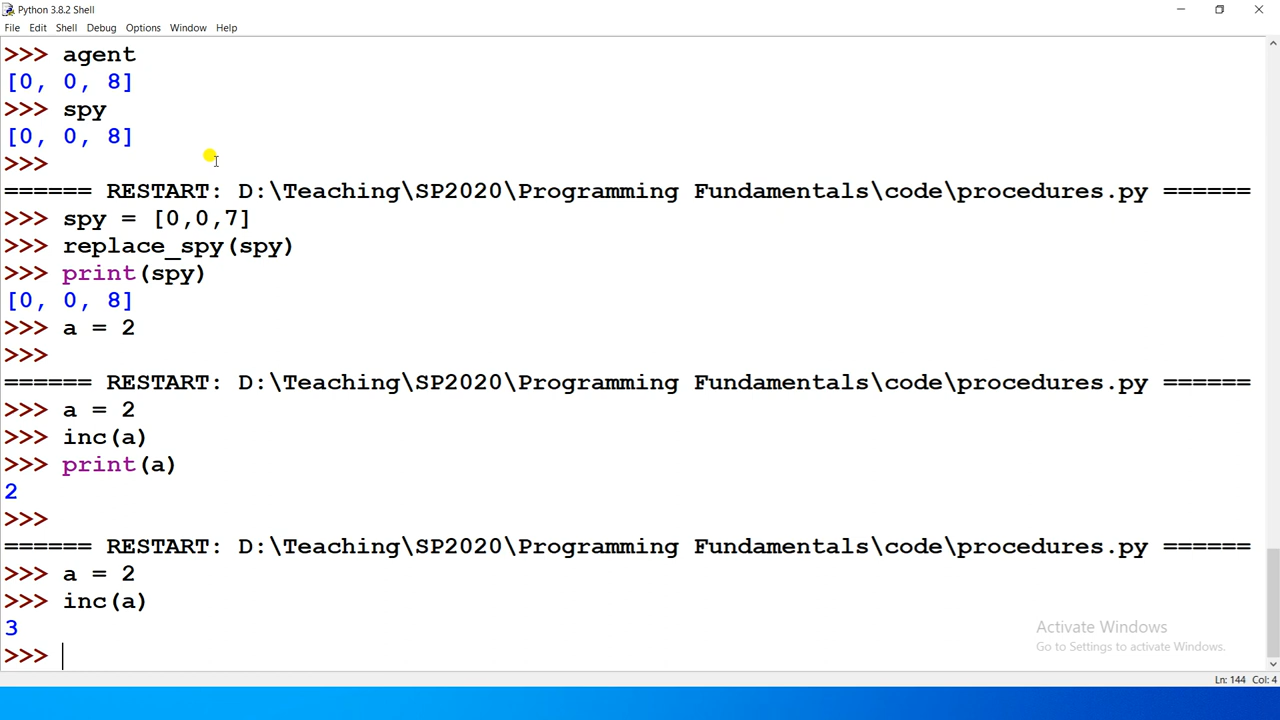 Python 3.8.2 Shell
File Edit Shell Debug Options Window Help
>>> agent
[0, 0, 8]
>>> spy
[0, 0, 8]
>>>
====== RESTART: D:\Teaching\SP2020\Programming Fundamentals\code\procedures.py ======
>>> spy = [0,0,7]
>>> replace_spy(spy)
>>> print(spy)
[0, 0, 8]
>>> a = 2
>>>
====== RESTART: D:\Teaching\SP2020\Programming Fundamentals\code\procedures.py ======
>>> a = 2
>>> inc(a)
>>> print(a)
2
>>>
====== RESTART: D:\Teaching\SP2020\Programming Fundamentals\code\procedures.py ======
>>> a = 2
>>> inc(a)
3
>>>
Activate Windows
Go to Settings to activate Windows.
Ln: 144 Col: 4